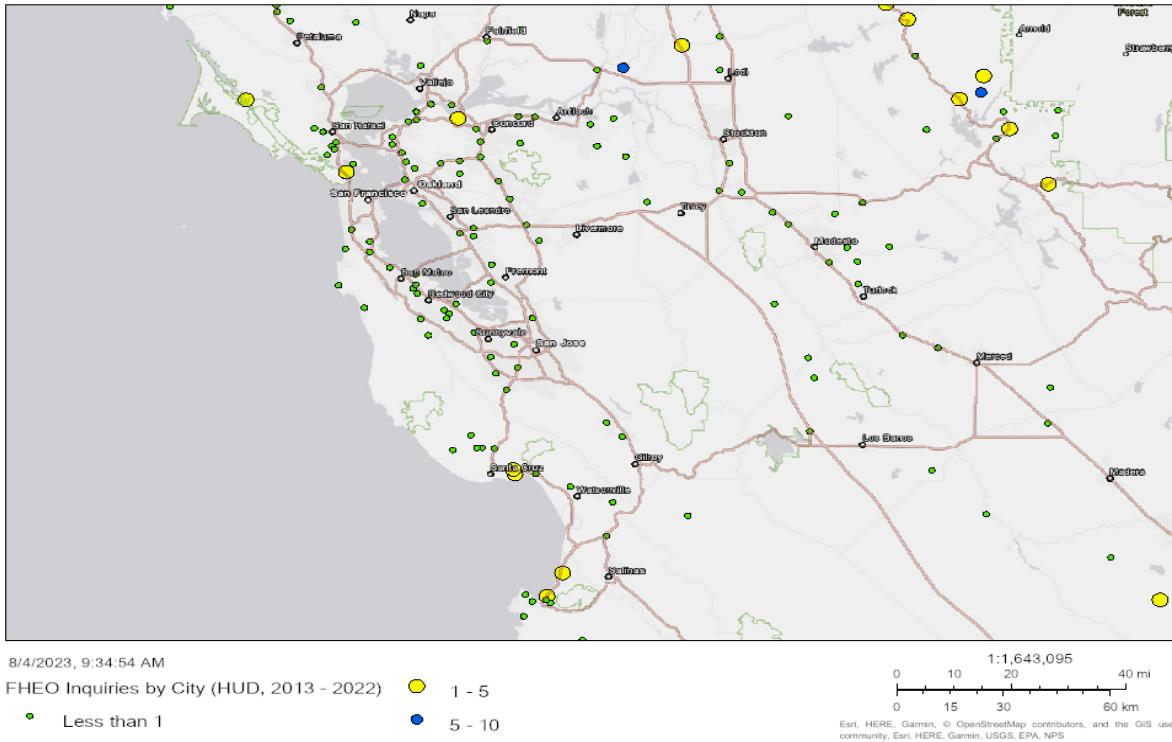 Napa
Forest
Petaluma
Fairfield
Arnold
Strawberry
Vallejo
Lodi
San Rafael
Antioch
Concord
Stockton
Oakland
San Francisco
San Leandro
Tracy
Livermore
Modesto
San Mateo
Fremont
Redwood City
Turlock
Sunnyvale
San Jose
Merced
Los Banos
Gilroy
Santa Cruz
Madera
Watsonville
Salinas
8/4/2023, 9:34:54 AM
FHEO Inquiries by City (HUD, 2013 - 2022)
Less than 1
1 - 5
5 - 10
1:1,643,095
0 10 20 40 mi
0 15 30 60 km
Esri, HERE, Garmin, © OpenStreetMap contributors, and the GIS use
community, Esri, HERE, Garmin, USGS, EPA, NPS